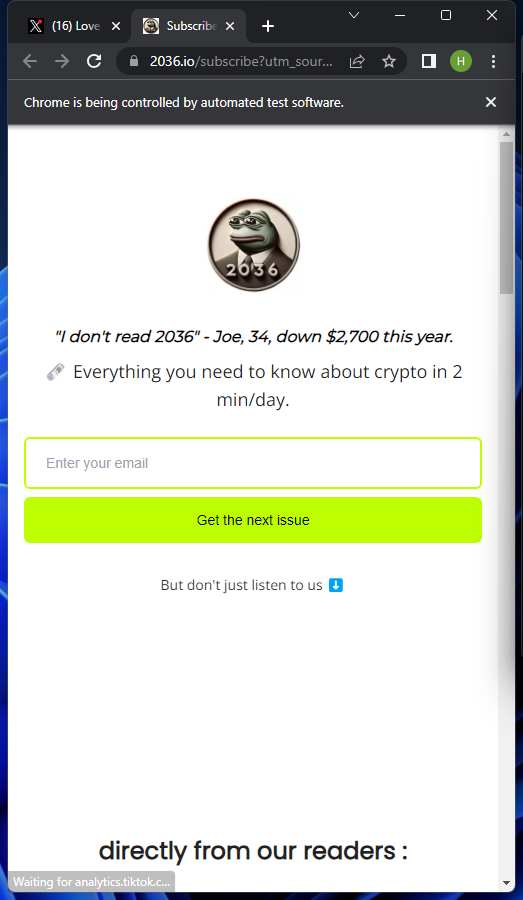 (16) Love
Subscribe
2036.io/subscribe?utm_sour...
H
Chrome is being controlled by automated test software.
2036
"I don't read 2036" - Joe, 34, down $2,700 this year.
🗞️ Everything you need to know about crypto in 2
min/day.
Enter your email
Get the next issue
But don't just listen to us ⬇️
directly from our readers :
Waiting for analytics.tiktok.c...